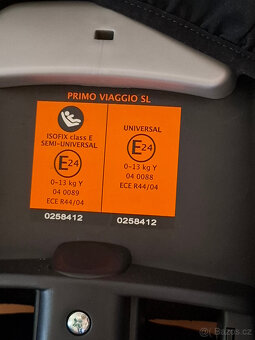 PRIMO VIAGGIO SL
ISOFIX class E
SEMI-UNIVERSAL
E24
0-13 kg Y
04 0089
ECE R44/04
0258412
UNIVERSAL
E24
0-13 kg Y
04 0088
ECE R44/04
0258412
Bazoš.cz